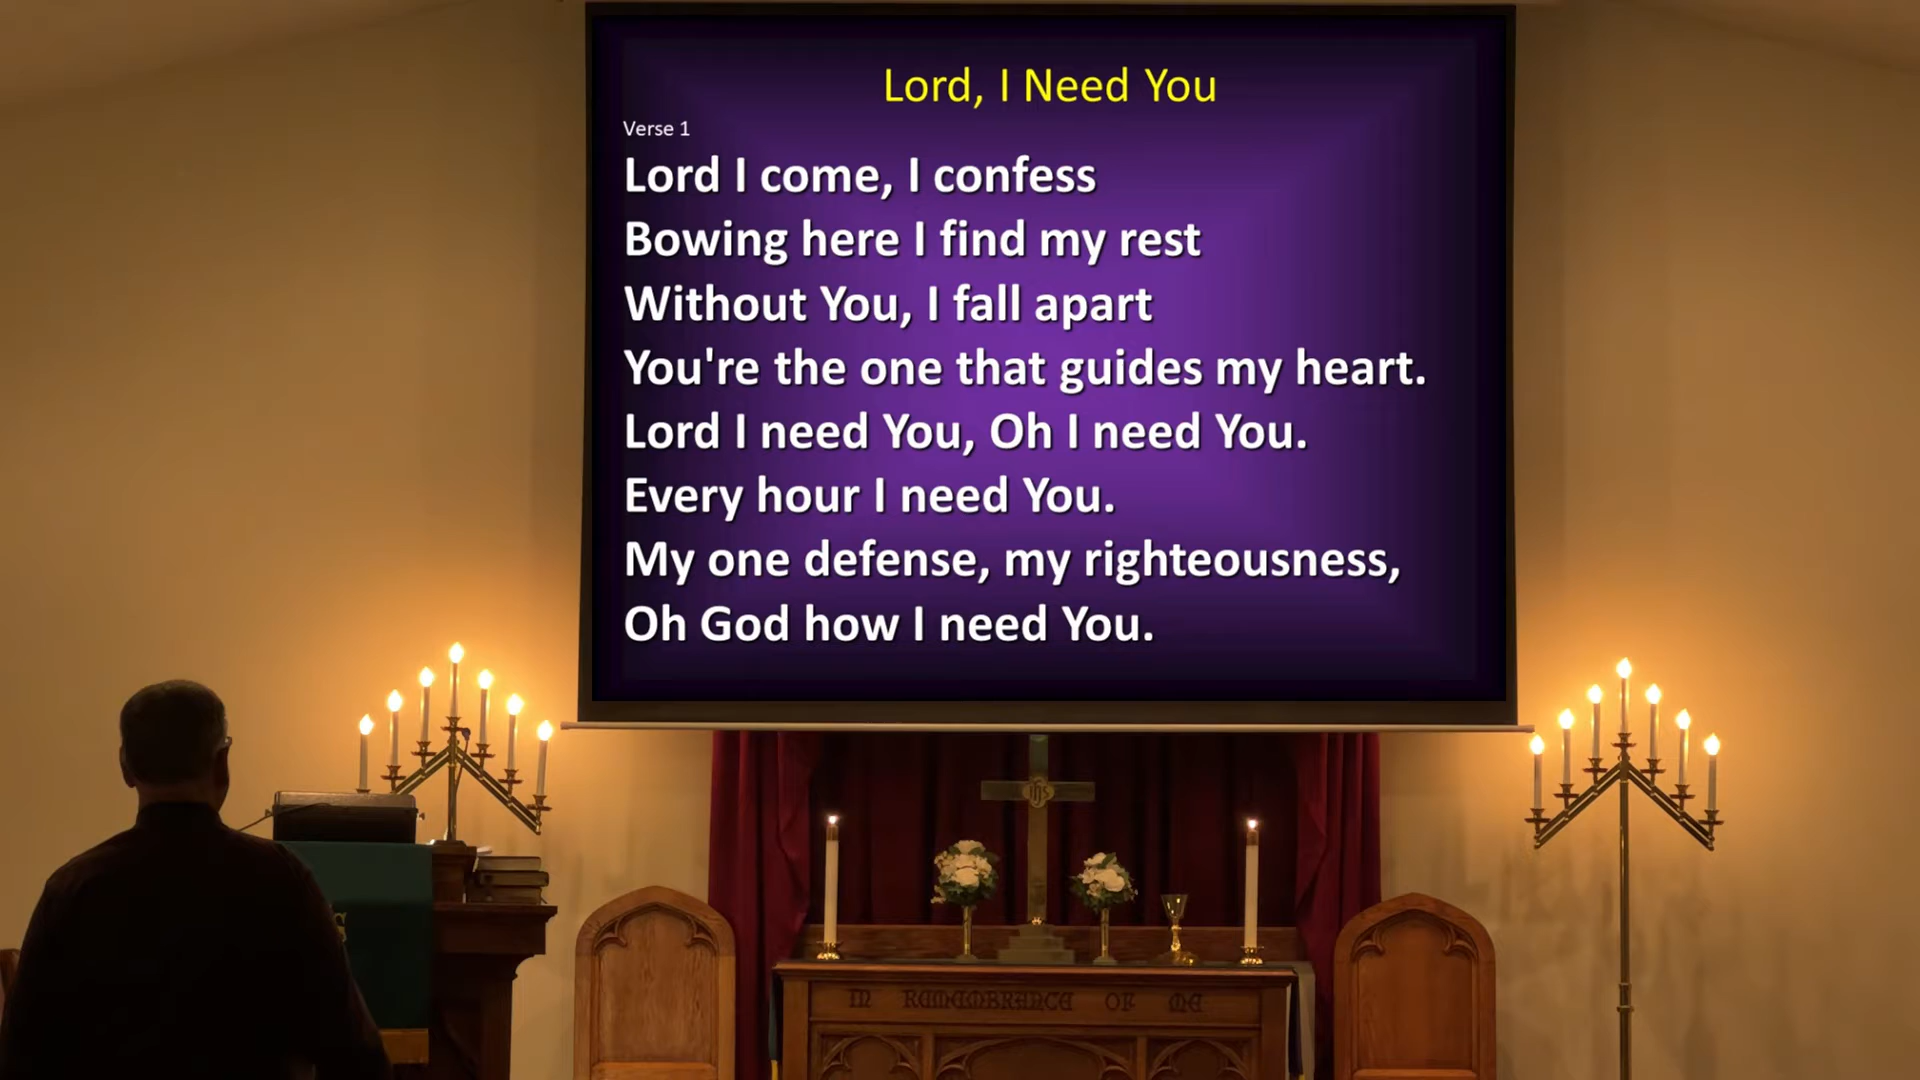 Lord, I Need You
Verse 1
Lord I come, I confess
Bowing here I find my rest
Without You, I fall apart
You're the one that guides my heart.
Lord I need You, Oh I need You.
Every hour I need You.
My one defense, my righteousness,
Oh God how I need You.
IHS
IN REMEMBRANCE OF ME